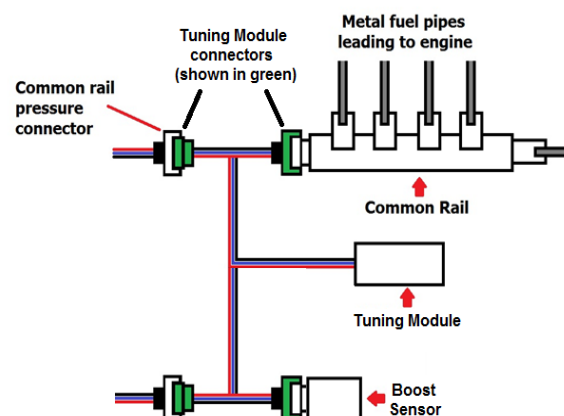 Tuning Module
connectors
(shown in green)
Metal fuel pipes
leading to engine
Common rail
pressure
connector
Common Rail
Tuning Module
Boost
Sensor